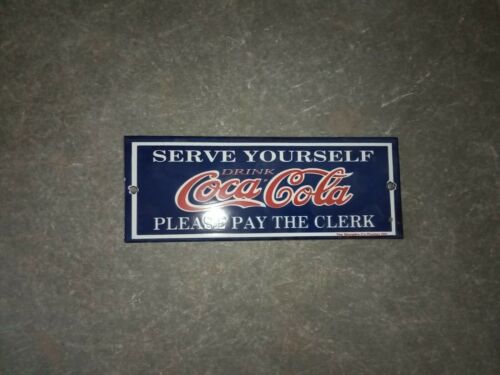 SERVE YOURSELF
DRINK
Coca-Cola
PLEASE PAY THE CLERK